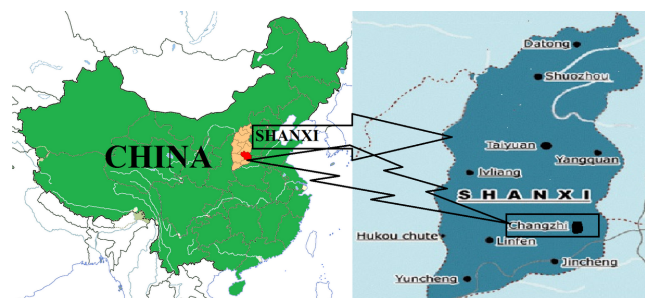 SHANXI
CHINA
Datong
Shuozhou
Taiyuan
Yangquan
lvliang
SHANXI
Changzhi
Hukou chute
Linfen
Jincheng
Yuncheng